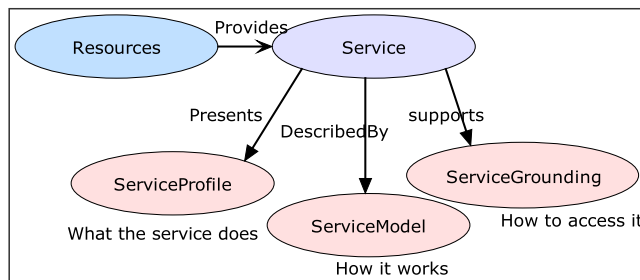 Provides
Resources
Service
Presents
DescribedBy
supports
ServiceProfile
ServiceGrounding
What the service does
ServiceModel
How to access it
How it works